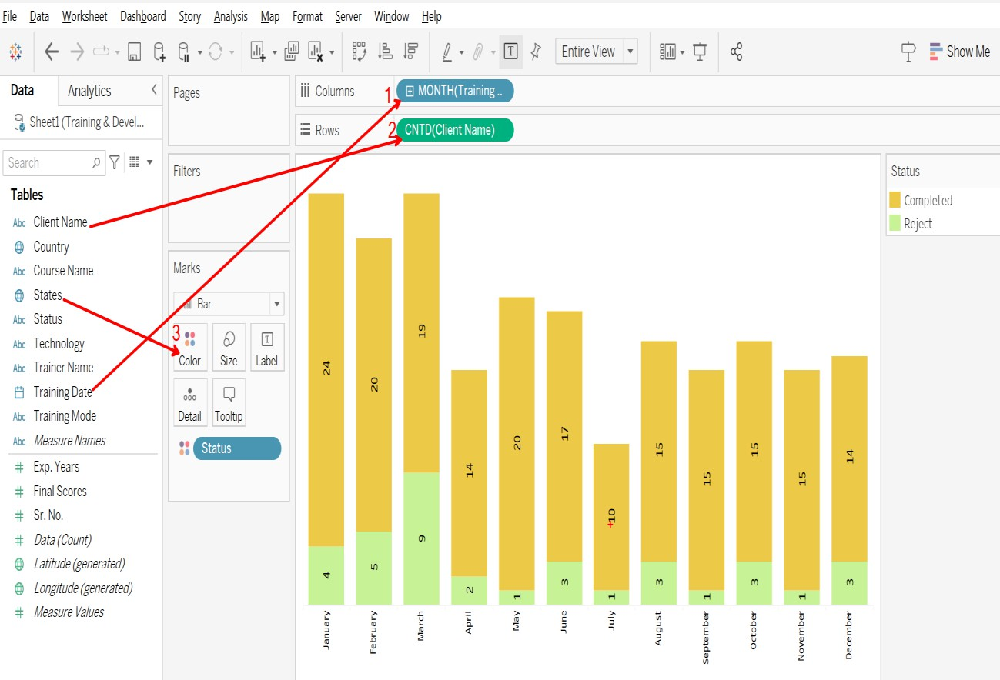 File Data Worksheet Dashboard Story Analysis Map Format Server Window Help
Entire View
Show Me
Data Analytics
Sheet1 (Training & Devel...
Search
Tables
Abc Client Name
Country
Abc Course Name
States
Abc Status
Abc Technology
Abc Trainer Name
Training Date
Abc Training Mode
Abc Measure Names
# Exp. Years
# Final Scores
# Sr. No.
# Data (Count)
Latitude (generated)
Longitude (generated)
# Measure Values
Pages
Filters
Marks
Bar
3
Color Size Label
Detail Tooltip
Status
Columns 1 MONTH(Training ..
Rows 2 CNTD(Client Name)
24 20 19 14 20 17 10 15 15 15 15 14
4 5 9 2 1 3 1 3 1 3 1 3
January February March April May June July August September October November December
Status
Completed
Reject